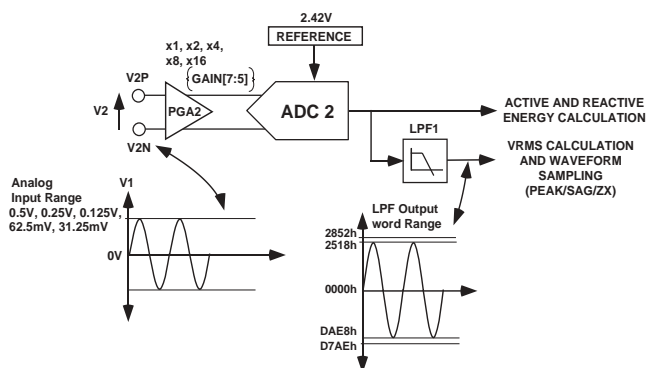 2.42V
REFERENCE
x1, x2, x4,
x8, x16
{GAIN[7:5]}
V2P
V2
PGA2
V2N
ADC 2
ACTIVE AND REACTIVE
ENERGY CALCULATION
LPF1
VRMS CALCULATION
AND WAVEFORM
SAMPLING
(PEAK/SAG/ZX)
Analog
Input Range
0.5V, 0.25V, 0.125V,
62.5mV, 31.25mV
V1
0V
LPF Output
word Range
2852h
2518h
0000h
DAE8h
D7AEh